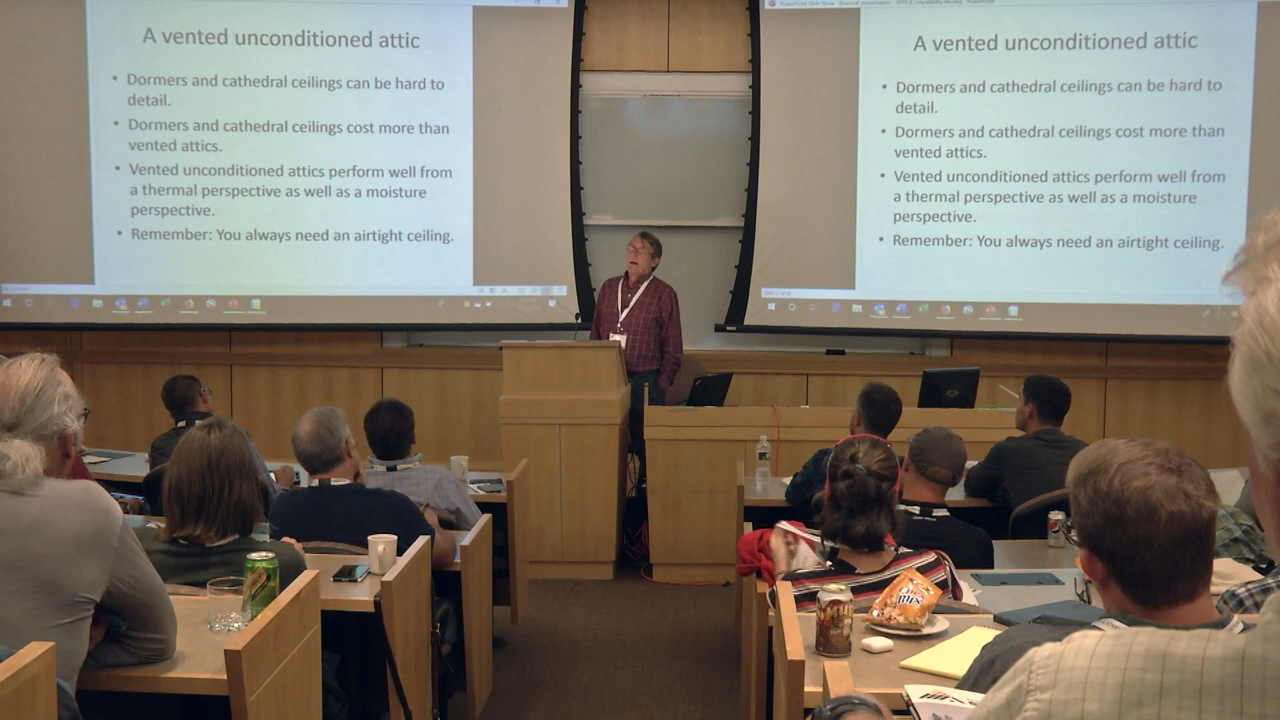 A vented unconditioned attic
• Dormers and cathedral ceilings can be hard to
detail.
• Dormers and cathedral ceilings cost more than
vented attics.
• Vented unconditioned attics perform well from
a thermal perspective as well as a moisture
perspective.
• Remember: You always need an airtight ceiling.
A vented unconditioned attic
• Dormers and cathedral ceilings can be hard to
detail.
• Dormers and cathedral ceilings cost more than
vented attics.
• Vented unconditioned attics perform well from
a thermal perspective as well as a moisture
perspective.
• Remember: You always need an airtight ceiling.
Chex
Mix